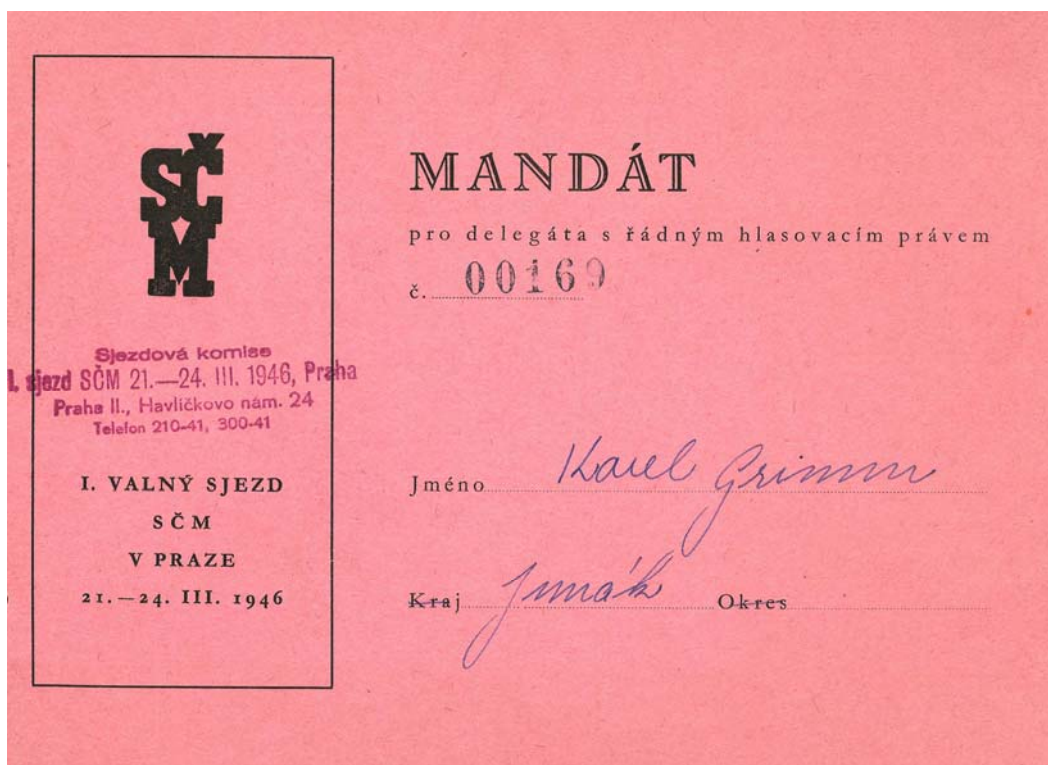 SČM
Sjezdová komise
I. sjezd SČM 21.—24. III. 1946, Praha
Praha II., Havlíčkovo nám. 24
Telefon 210-41, 300-41
I. VALNÝ SJEZD
SČM
V PRAZE
21.—24. III. 1946
MANDÁT
pro delegáta s řádným hlasovacím právem
č. 00169
Jméno Karel Grimm
Kraj Junák Okres